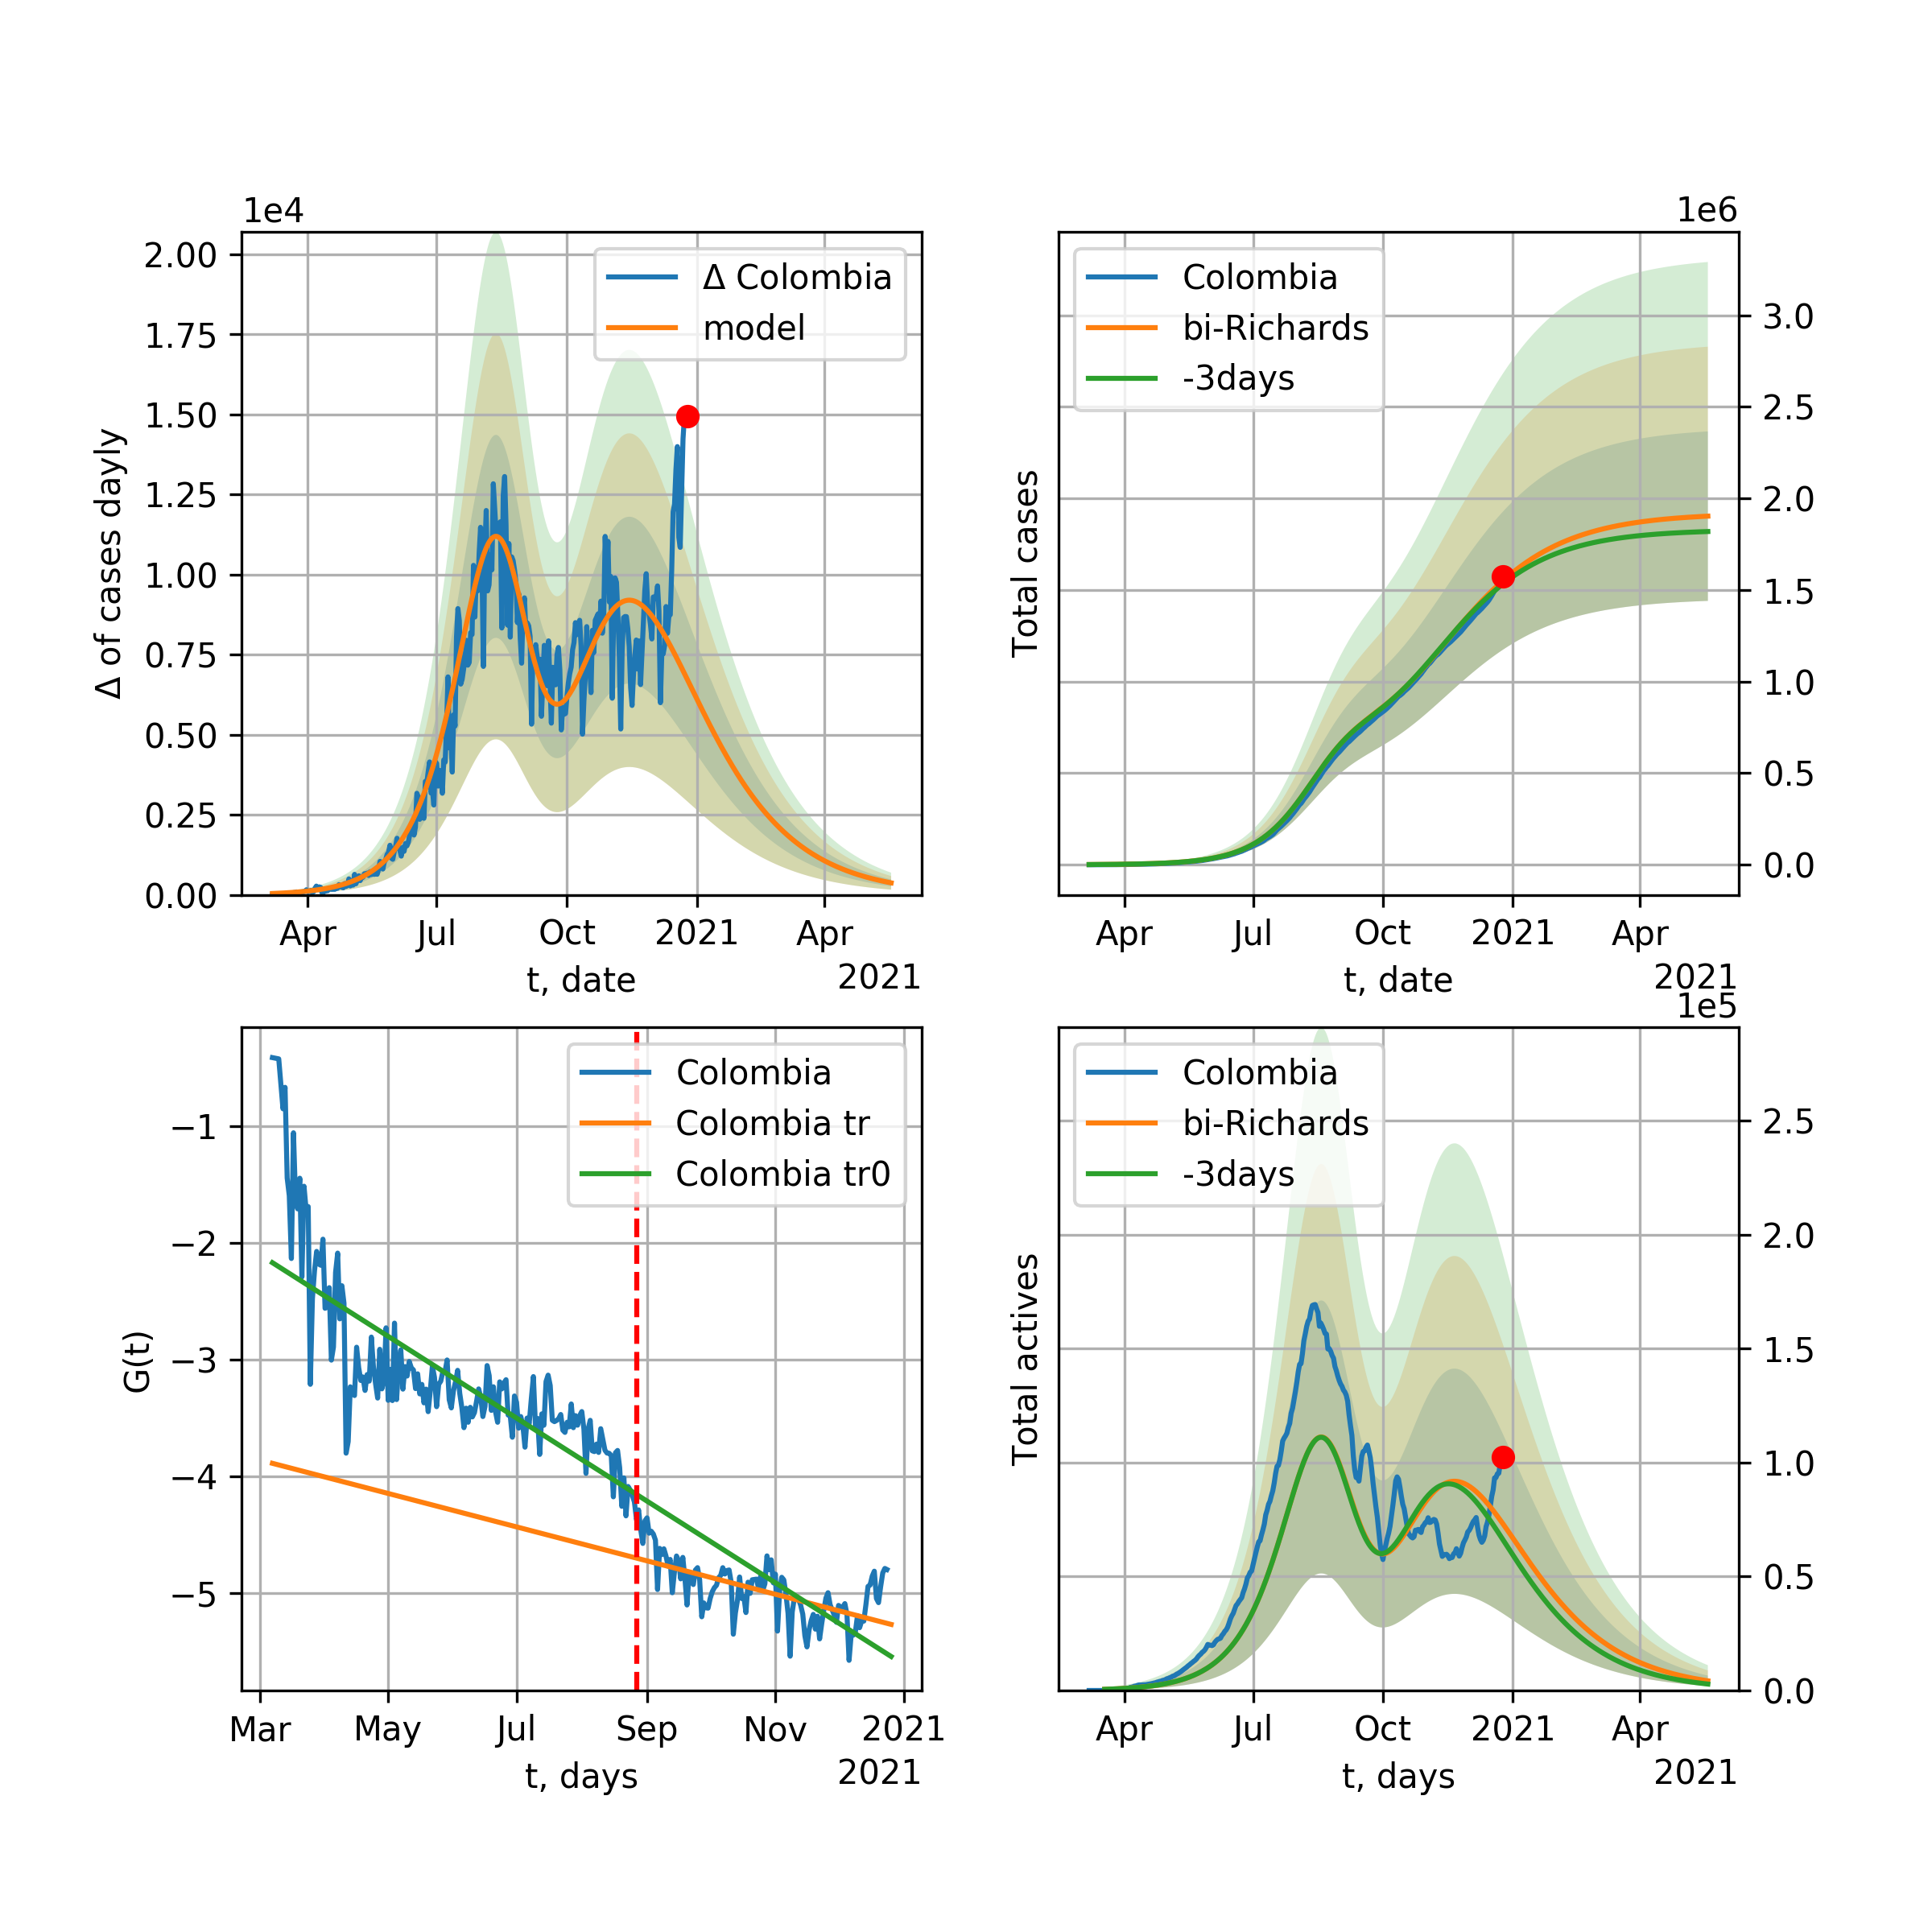 1e4
2.00
1.75
1.50
1.25
1.00
0.75
0.50
0.25
0.00
Δ of cases dayly
Δ Colombia
model
Apr
Jul
Oct
2021
Apr
t, date
2021
1e6
Colombia
bi-Richards
-3days
Total cases
3.0
2.5
2.0
1.5
1.0
0.5
0.0
Apr
Jul
Oct
2021
Apr
t, date
2021
−1
−2
−3
−4
−5
G(t)
Colombia
Colombia tr
Colombia tr0
Mar
May
Jul
Sep
Nov
2021
t, days
2021
1e5
Colombia
bi-Richards
-3days
Total actives
2.5
2.0
1.5
1.0
0.5
0.0
Apr
Jul
Oct
2021
Apr
t, days
2021